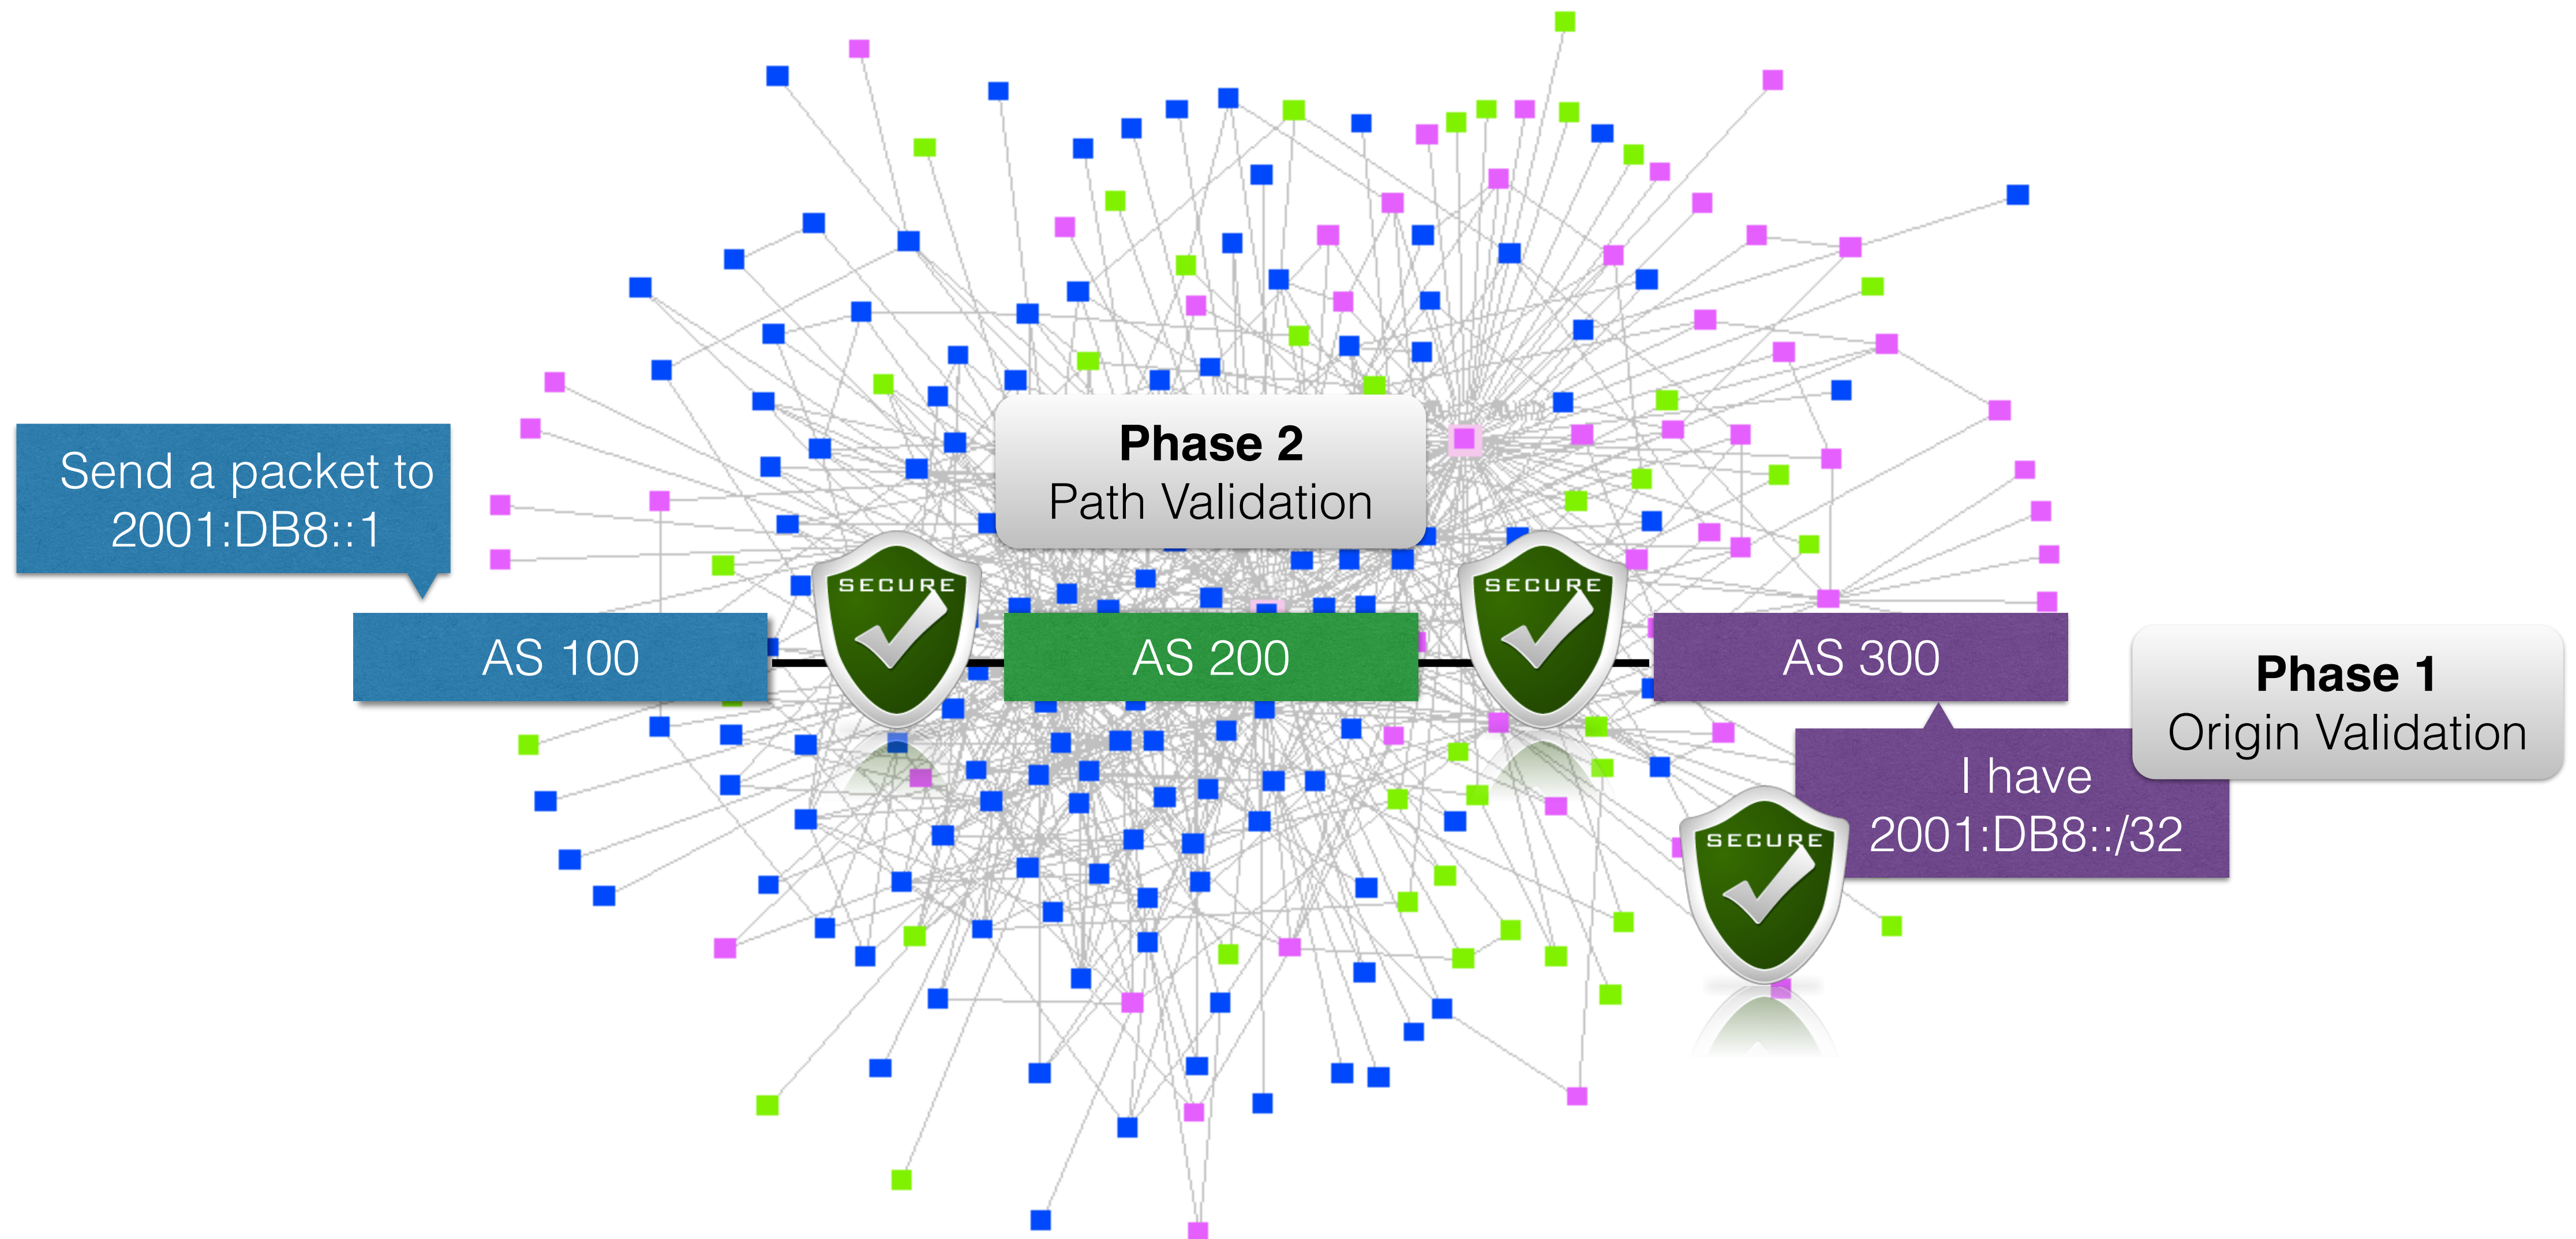 Phase 2
Path Validation
Send a packet to
2001:DB8::1
SECURE
SECURE
AS 100
AS 200
AS 300
Phase 1
Origin Validation
I have
2001:DB8::/32
SECURE